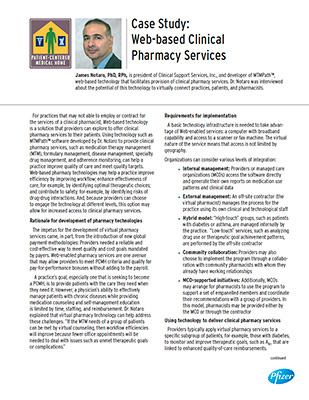 PATIENT-CENTERED
MEDICAL HOME
Case Study:
Web-based Clinical
Pharmacy Services
James Notaro, PhD, RPh, is president of Clinical Support Services, Inc., and developer of MTMPath™,
web-based technology that facilitates provision of clinical pharmacy services. Dr. Notaro was interviewed
about the potential of this technology to virtually connect practices, patients, and pharmacists.
For practices that may not able to employ or contract for
the services of a clinical pharmacist, Web-based technology
is a solution that providers can explore to offer clinical
pharmacy services to their patients. Using technology such as
MTMPath™ software developed by Dr. Notaro to provide clinical
pharmacy services, such as medication therapy management
(MTM), formulary management, disease management, specialty
drug management, and adherence monitoring, can help a
practice improve quality of care and meet quality targets.
Web-based pharmacy technologies may help a practice improve
efficiency by improving workflow; enhance effectiveness of
care, for example, by identifying optimal therapeutic choices;
and contribute to safety, for example, by identifying risks of
drug-drug interactions. And, because providers can choose
to engage the technology at different levels, this option may
allow for increased access to clinical pharmacy services.
Rationale for development of pharmacy technologies
The impetus for the development of virtual pharmacy
services came, in part, from the introduction of new global
payment methodologies: Providers needed a reliable and
cost-effective way to meet quality and cost goals mandated
by payers. Web-enabled pharmacy services are one avenue
that may allow providers to meet PCMH criteria and qualify for
pay-for-performance bonuses without adding to the payroll.
A practice's goal, especially one that is seeking to become
a PCMH, is to provide patients with the care they need when
they need it. However, a physician's ability to effectively
manage patients with chronic diseases while providing
medication counseling and self-management education
is limited by time, staffing, and reimbursement. Dr. Notaro
explained that virtual pharmacy technology can help address
these challenges. "If the MTM needs of a group of patients
can be met by virtual counseling, then workflow efficiencies
will improve because fewer office appointments will be
needed to deal with issues such as unmet therapeutic goals
or complications."
Requirements for implementation
A basic technology infrastructure is needed to take advan-
tage of Web-enabled services: a computer with broadband
capability and access to a scanner or fax machine. The virtual
nature of the service means that access is not limited by
geography.
Organizations can consider various levels of integration:
Internal management: Providers or managed care
organizations (MCOs) access the software directly
and generate their own reports on medication use
patterns and clinical data
External management: An off-site contractor (the
virtual pharmacist) manages the process for the
practice using its own clinical and technological staff
Hybrid model: "High-touch" groups, such as patients
with diabetes or asthma, are managed internally by
the practice. "Low-touch" services, such as analyzing
drug use or therapeutic goal achievement patterns,
are performed by the off-site contractor
Community collaboration: Providers may also
choose to implement the program through a collabora-
tion with community pharmacists with whom they
already have working relationships
MCO-supported initiatives: Additionally, MCOs
may arrange for pharmacists to use the program to
support a set of empanelled members and coordinate
their recommendations with a group of providers. In
this model, pharmacists may be provided either by
the MCO or through the contractor
Using technology to deliver clinical pharmacy services
Providers typically apply virtual pharmacy services to a
specific subgroup of patients, for example, those with diabetes,
to monitor and improve therapeutic goals, such as A1c, that are
linked to enhanced quality-of-care reimbursements.
continued
Pfizer